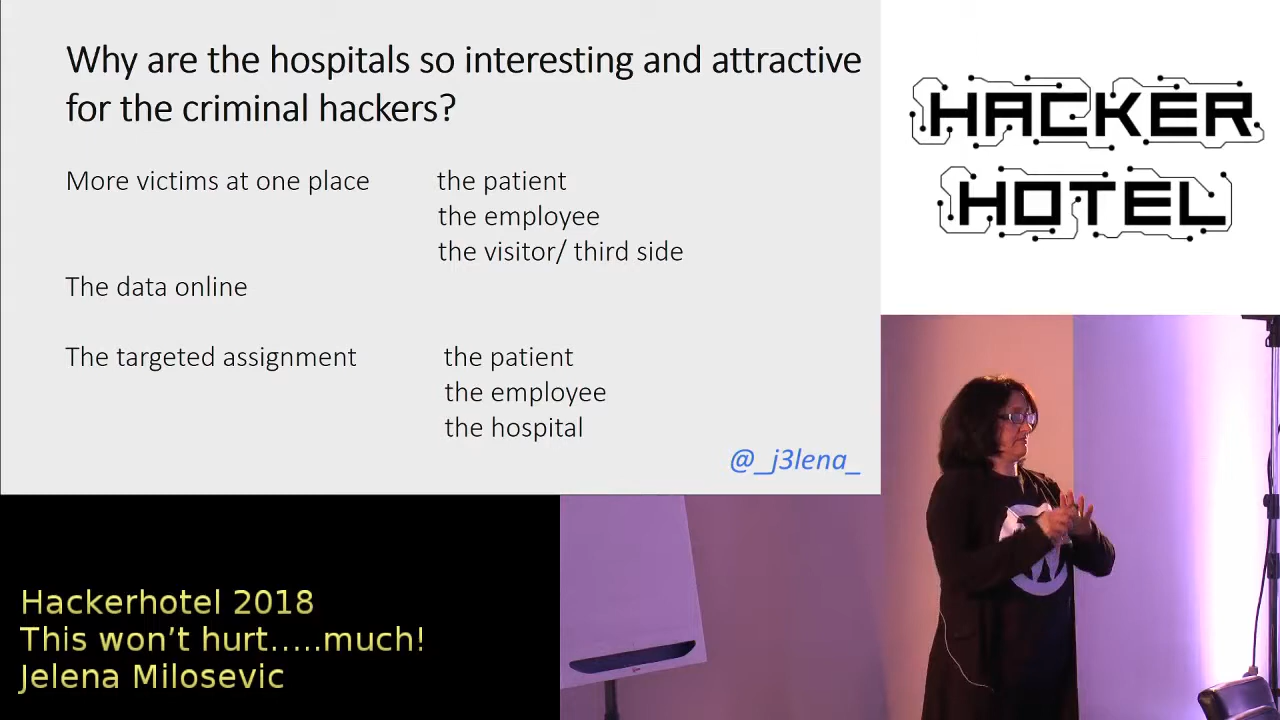 Why are the hospitals so interesting and attractive
for the criminal hackers?
More victims at one place the patient
the employee
the visitor/ third side
The data online
The targeted assignment the patient
the employee
the hospital
@_j3lena_
HACKER
HOTEL
Hackerhotel 2018
This won’t hurt.....much!
Jelena Milosevic